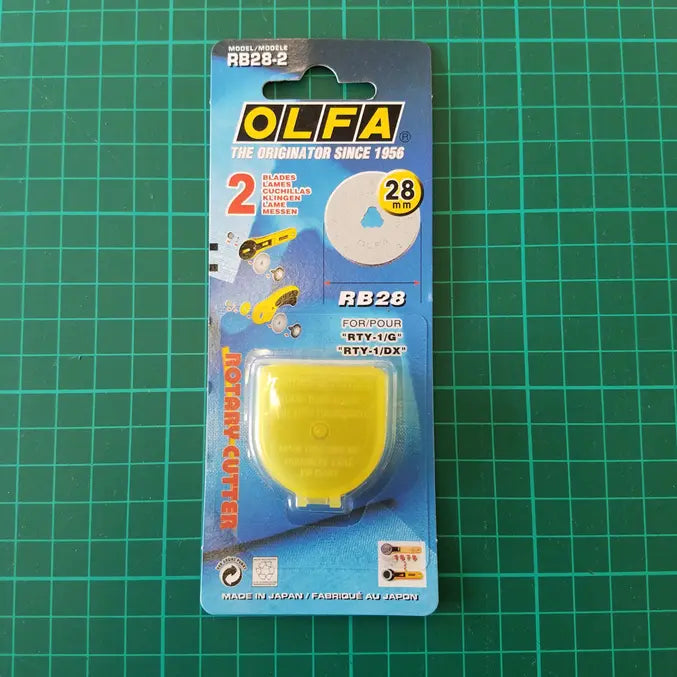 MODEL/MODÈLE
RB28-2
OLFA®
THE ORIGINATOR SINCE 1956
2
BLADES
LAMES
CUCHILLAS
KLINGEN
LAME
MESSEN
28
mm
OLFA
RB28
FOR/POUR
"RTY-1/G"
"RTY-1/DX"
ROTARY CUTTER
MADE IN JAPAN / FABRIQUÉ AU JAPON